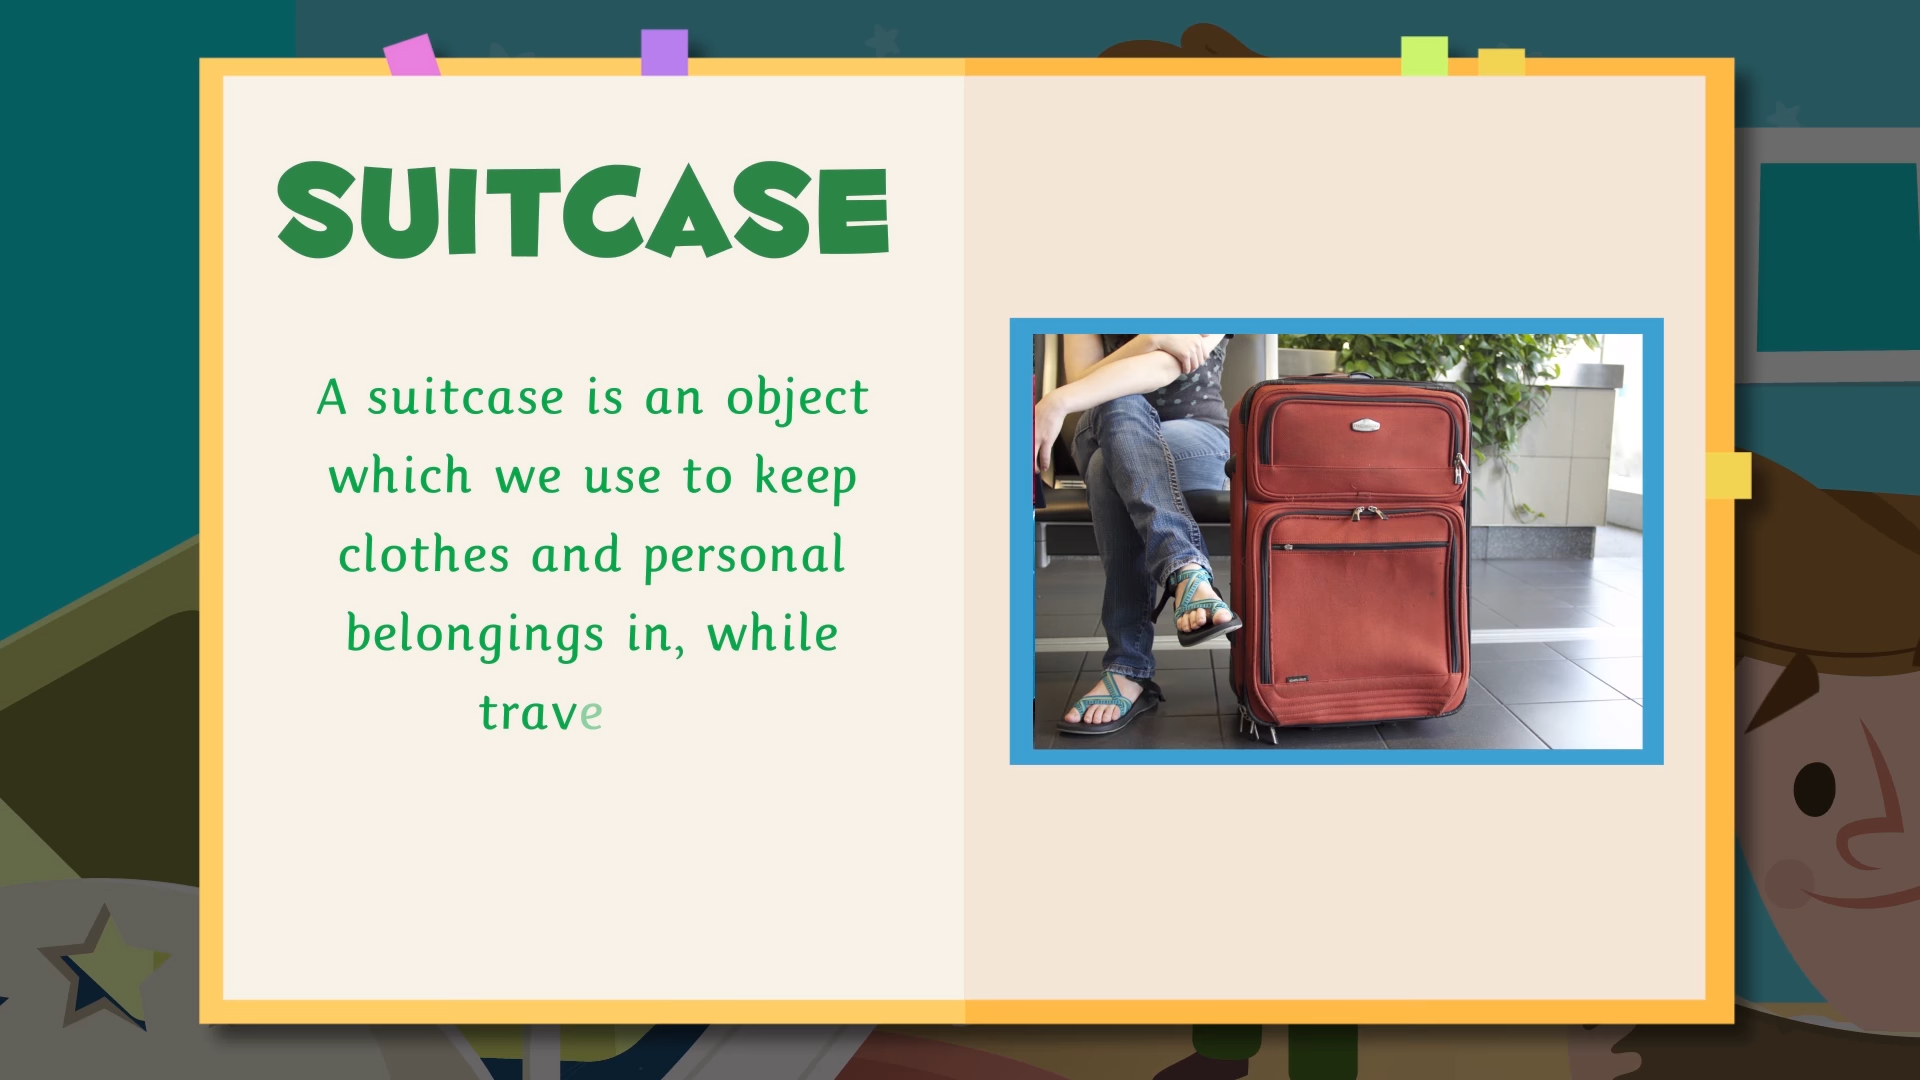 SUITCASE
A suitcase is an object
which we use to keep
clothes and personal
belongings in, while
trave